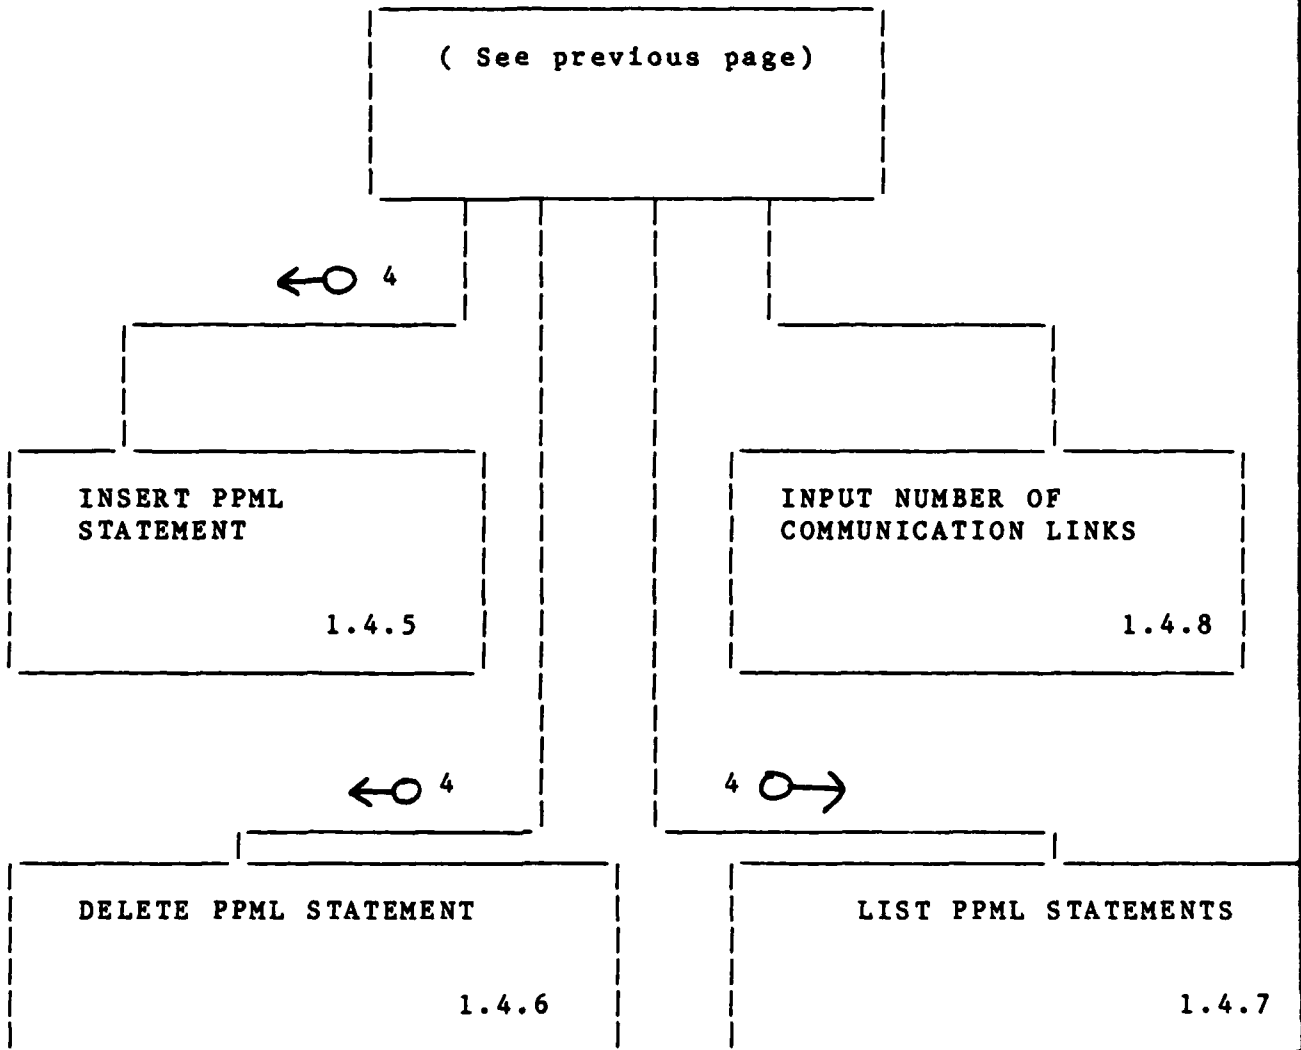 ( See previous page)
4
INSERT PPML
STATEMENT
1.4.5
INPUT NUMBER OF
COMMUNICATION LINKS
1.4.8
4
4
DELETE PPML STATEMENT
1.4.6
LIST PPML STATEMENTS
1.4.7